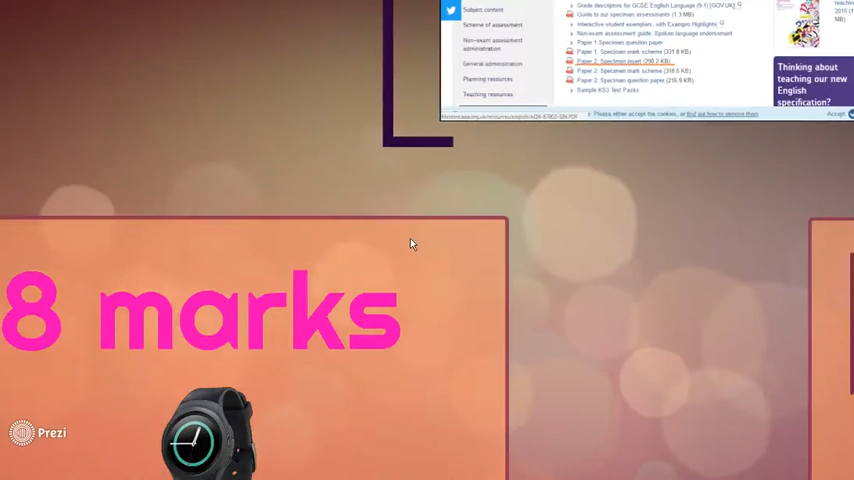 Subject content
Scheme of assessment
Non-exam assessment
administration
General administration
Planning resources
Teaching resources
Grade descriptors for GCSE English Language (9-1) [GOV UK]
Guide to our specimen assessments (1.3 MB)
Interactive student exemplars, with Exampro Highlights
Non-exam assessment guide: Spoken language endorsement
Paper 1: Specimen question paper
Paper 1: Specimen mark scheme (331.8 KB)
Paper 2: Specimen insert (290.2 KB)
Paper 2: Specimen mark scheme (318.5 KB)
Paper 2: Specimen question paper (216.9 KB)
Sample KS3 Test Packs
teaching
2015 (1
Thinking about
teaching our new
English
specification?
Please either accept the cookies, or find out how to remove them
Accept
8 marks
Prezi